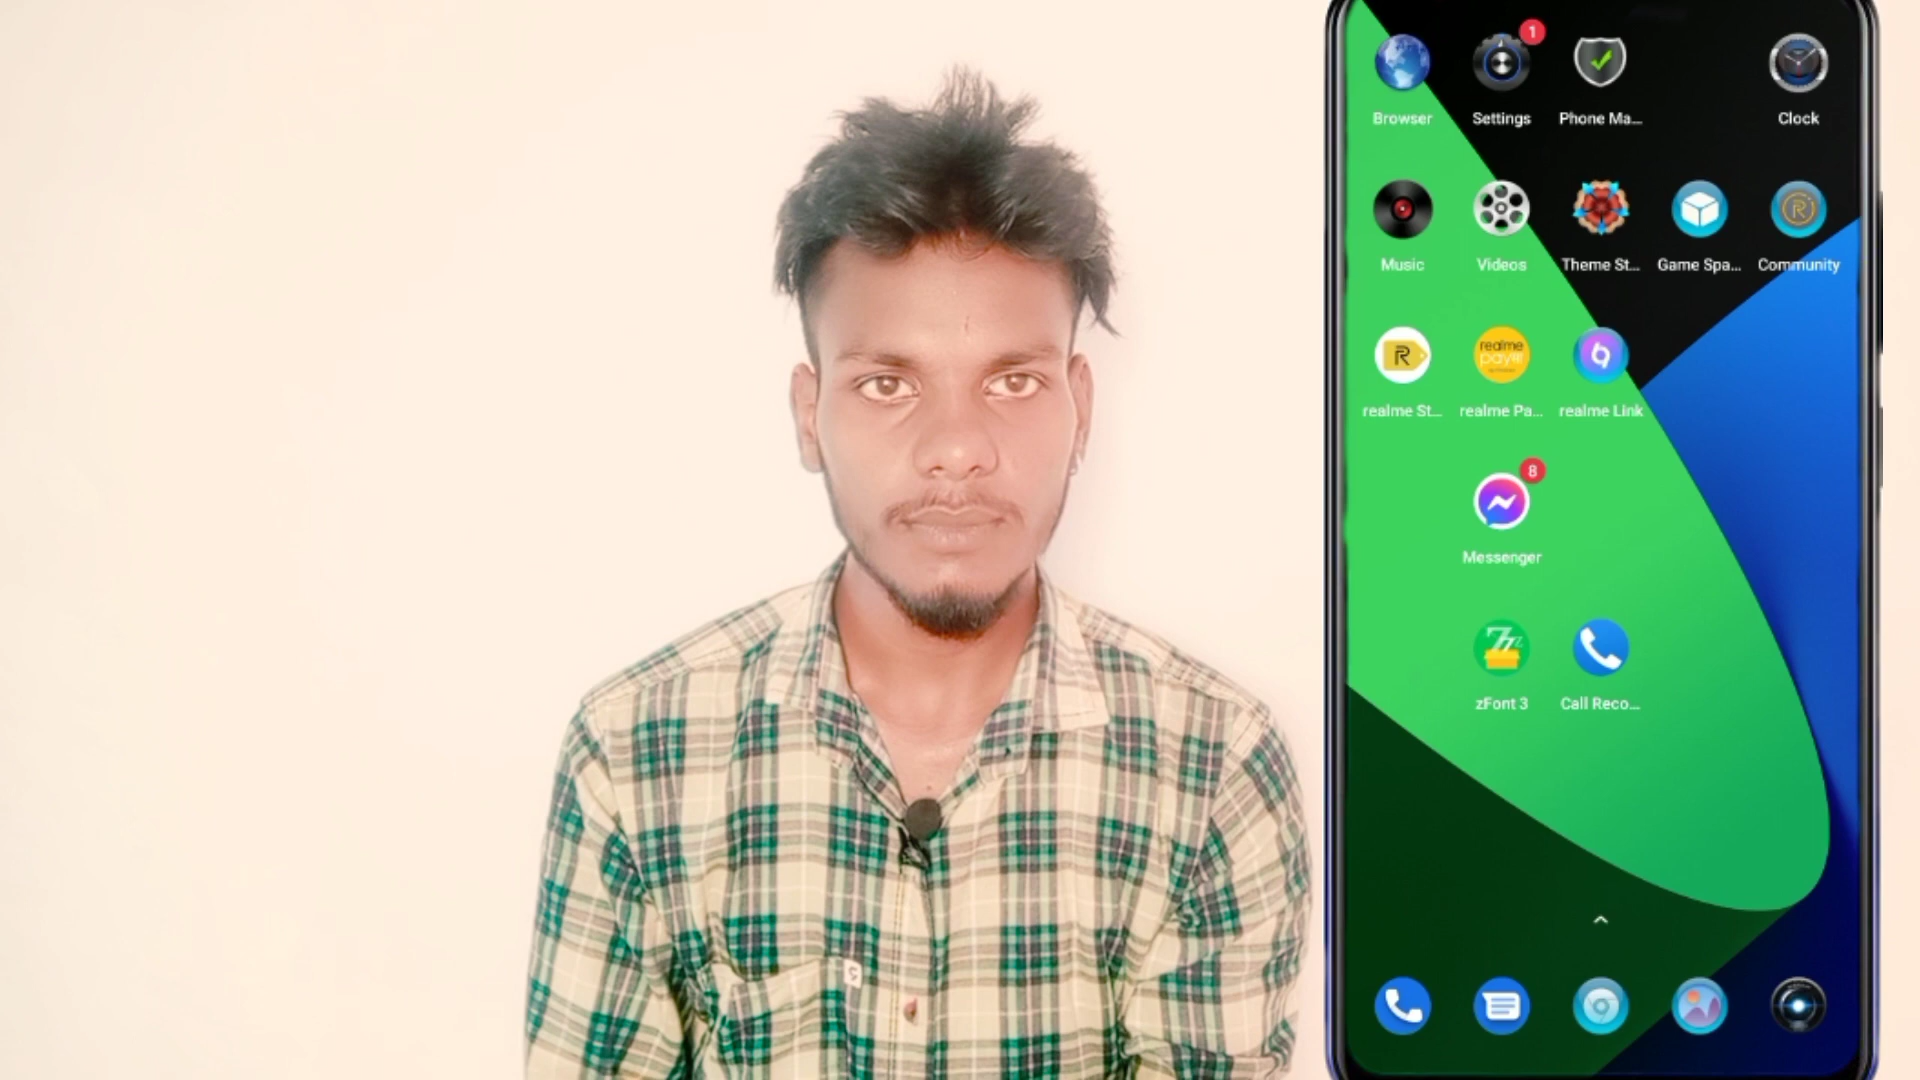 1
Browser Settings Phone Ma... Clock
Music Videos Theme St... Game Spa... Community
R realme R
realme St... realme Pa... realme Link
8
Messenger
zFont 3 Call Reco...